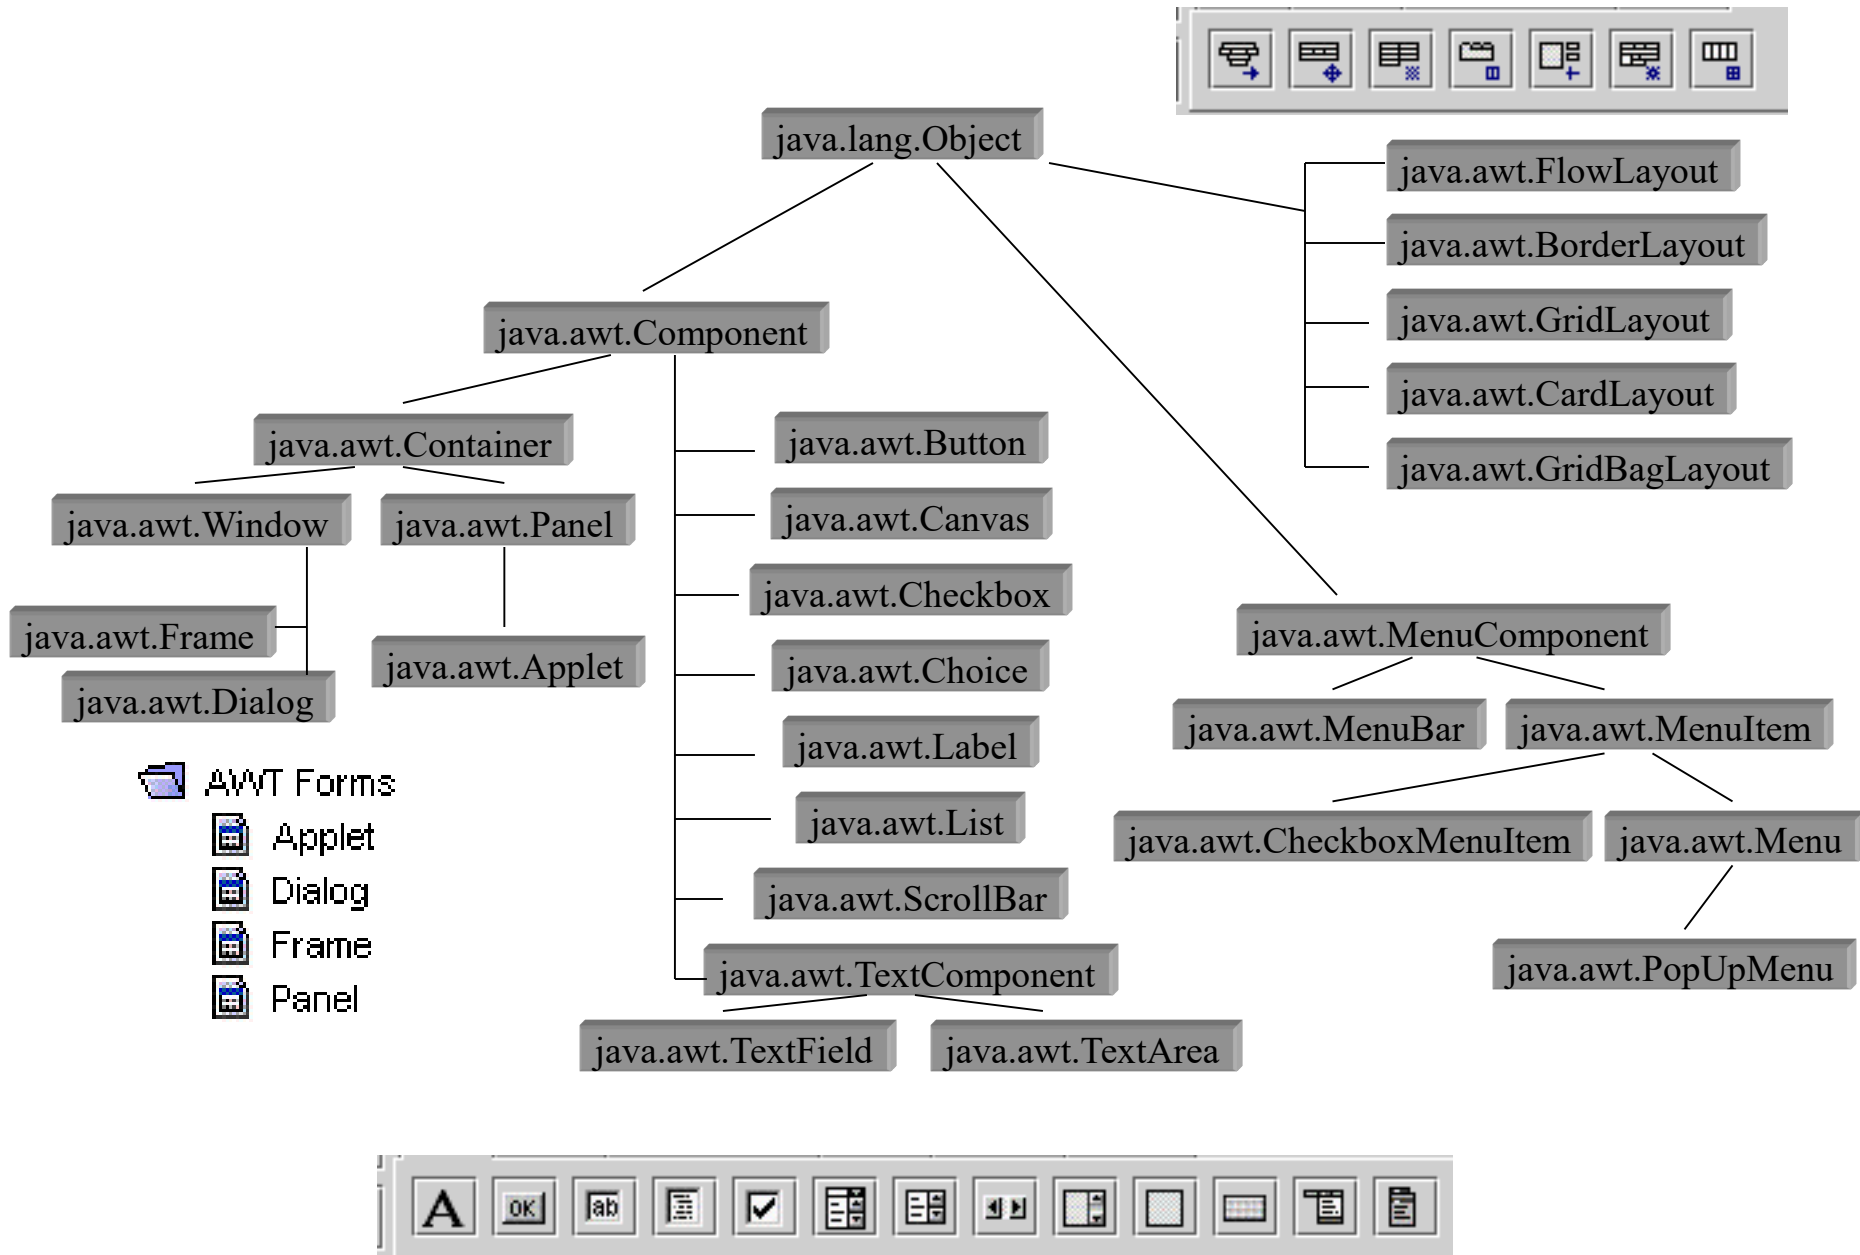 java.lang.Object
java.awt.FlowLayout
java.awt.BorderLayout
java.awt.GridLayout
java.awt.CardLayout
java.awt.GridBagLayout
java.awt.Component
java.awt.Container
java.awt.Window
java.awt.Panel
java.awt.Frame
java.awt.Dialog
java.awt.Applet
java.awt.Button
java.awt.Canvas
java.awt.Checkbox
java.awt.Choice
java.awt.Label
java.awt.List
java.awt.ScrollBar
java.awt.TextComponent
java.awt.TextField
java.awt.TextArea
java.awt.MenuComponent
java.awt.MenuBar
java.awt.MenuItem
java.awt.CheckboxMenuItem
java.awt.Menu
java.awt.PopUpMenu
AWT Forms
Applet
Dialog
Frame
Panel
A
OK
ab